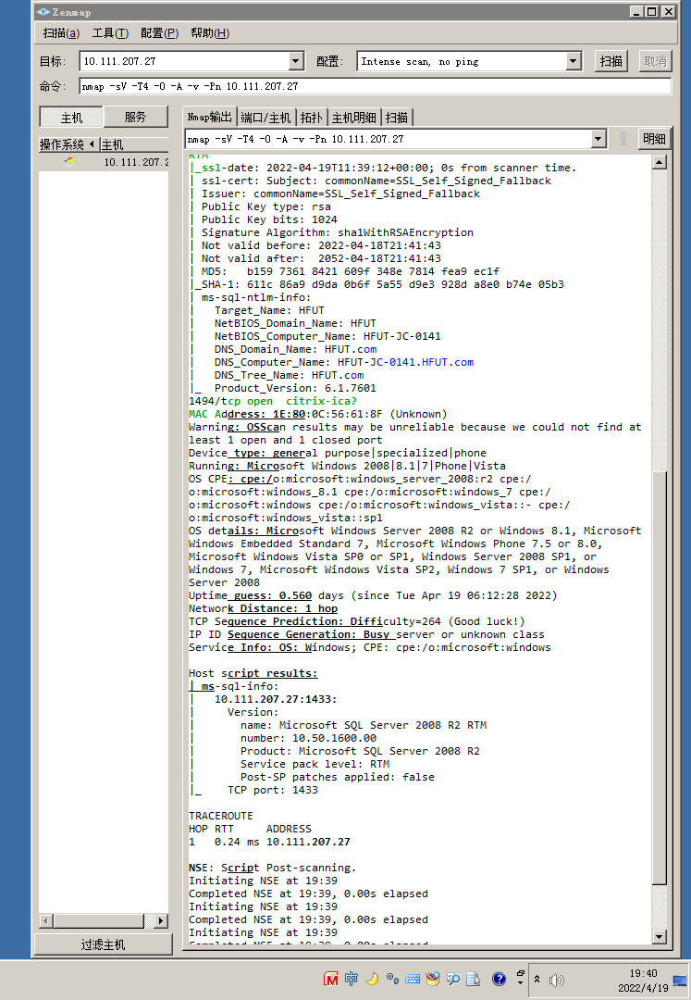 Zenmap
扫描(a) 工具(T) 配置(P) 帮助(H)
目标: 10.111.207.27 配置: Intense scan, no ping 扫描 取消
命令: nmap -sV -T4 -O -A -v -Pn 10.111.207.27
主机 服务
操作系统 主机
10.111.207.2
Nmap输出 端口/主机 拓扑 主机明细 扫描
nmap -sV -T4 -O -A -v -Pn 10.111.207.27 明细
RTM
|_ssl-date: 2022-04-19T11:39:12+00:00; 0s from scanner time.
| ssl-cert: Subject: commonName=SSL_Self_Signed_Fallback
| Issuer: commonName=SSL_Self_Signed_Fallback
| Public Key type: rsa
| Public Key bits: 1024
| Signature Algorithm: sha1WithRSAEncryption
| Not valid before: 2022-04-18T21:41:43
| Not valid after:  2052-04-18T21:41:43
| MD5:   b159 7361 8421 609f 348e 7814 fea9 ec1f
|_SHA-1: 611c 86a9 d9da 0b6f 5a55 d9e3 928d a8e0 b74e 05b3
| ms-sql-ntlm-info:
|   Target_Name: HFUT
|   NetBIOS_Domain_Name: HFUT
|   NetBIOS_Computer_Name: HFUT-JC-0141
|   DNS_Domain_Name: HFUT.com
|   DNS_Computer_Name: HFUT-JC-0141.HFUT.com
|   DNS_Tree_Name: HFUT.com
|_  Product_Version: 6.1.7601
1494/tcp open  citrix-ica?
MAC Address: 1E:80:0C:56:61:8F (Unknown)
Warning: OSScan results may be unreliable because we could not find at
least 1 open and 1 closed port
Device type: general purpose|specialized|phone
Running: Microsoft Windows 2008|8.1|7|Phone|Vista
OS CPE: cpe:/o:microsoft:windows_server_2008:r2 cpe:/
o:microsoft:windows_8.1 cpe:/o:microsoft:windows_7 cpe:/
o:microsoft:windows cpe:/o:microsoft:windows_vista::- cpe:/
o:microsoft:windows_vista::sp1
OS details: Microsoft Windows Server 2008 R2 or Windows 8.1, Microsoft
Windows Embedded Standard 7, Microsoft Windows Phone 7.5 or 8.0,
Microsoft Windows Vista SP0 or SP1, Windows Server 2008 SP1, or
Windows 7, Microsoft Windows Vista SP2, Windows 7 SP1, or Windows
Server 2008
Uptime guess: 0.560 days (since Tue Apr 19 06:12:28 2022)
Network Distance: 1 hop
TCP Sequence Prediction: Difficulty=264 (Good luck!)
IP ID Sequence Generation: Busy server or unknown class
Service Info: OS: Windows; CPE: cpe:/o:microsoft:windows
Host script results:
| ms-sql-info:
|   10.111.207.27:1433:
|     Version:
|       name: Microsoft SQL Server 2008 R2 RTM
|       number: 10.50.1600.00
|       Product: Microsoft SQL Server 2008 R2
|       Service pack level: RTM
|       Post-SP patches applied: false
|_    TCP port: 1433
TRACEROUTE
HOP RTT     ADDRESS
1   0.24 ms 10.111.207.27
NSE: Script Post-scanning.
Initiating NSE at 19:39
Completed NSE at 19:39, 0.00s elapsed
Initiating NSE at 19:39
Completed NSE at 19:39, 0.00s elapsed
Initiating NSE at 19:39
Completed NSE at 19:39, 0.00s elapsed
过滤主机
中
19:40
2022/4/19